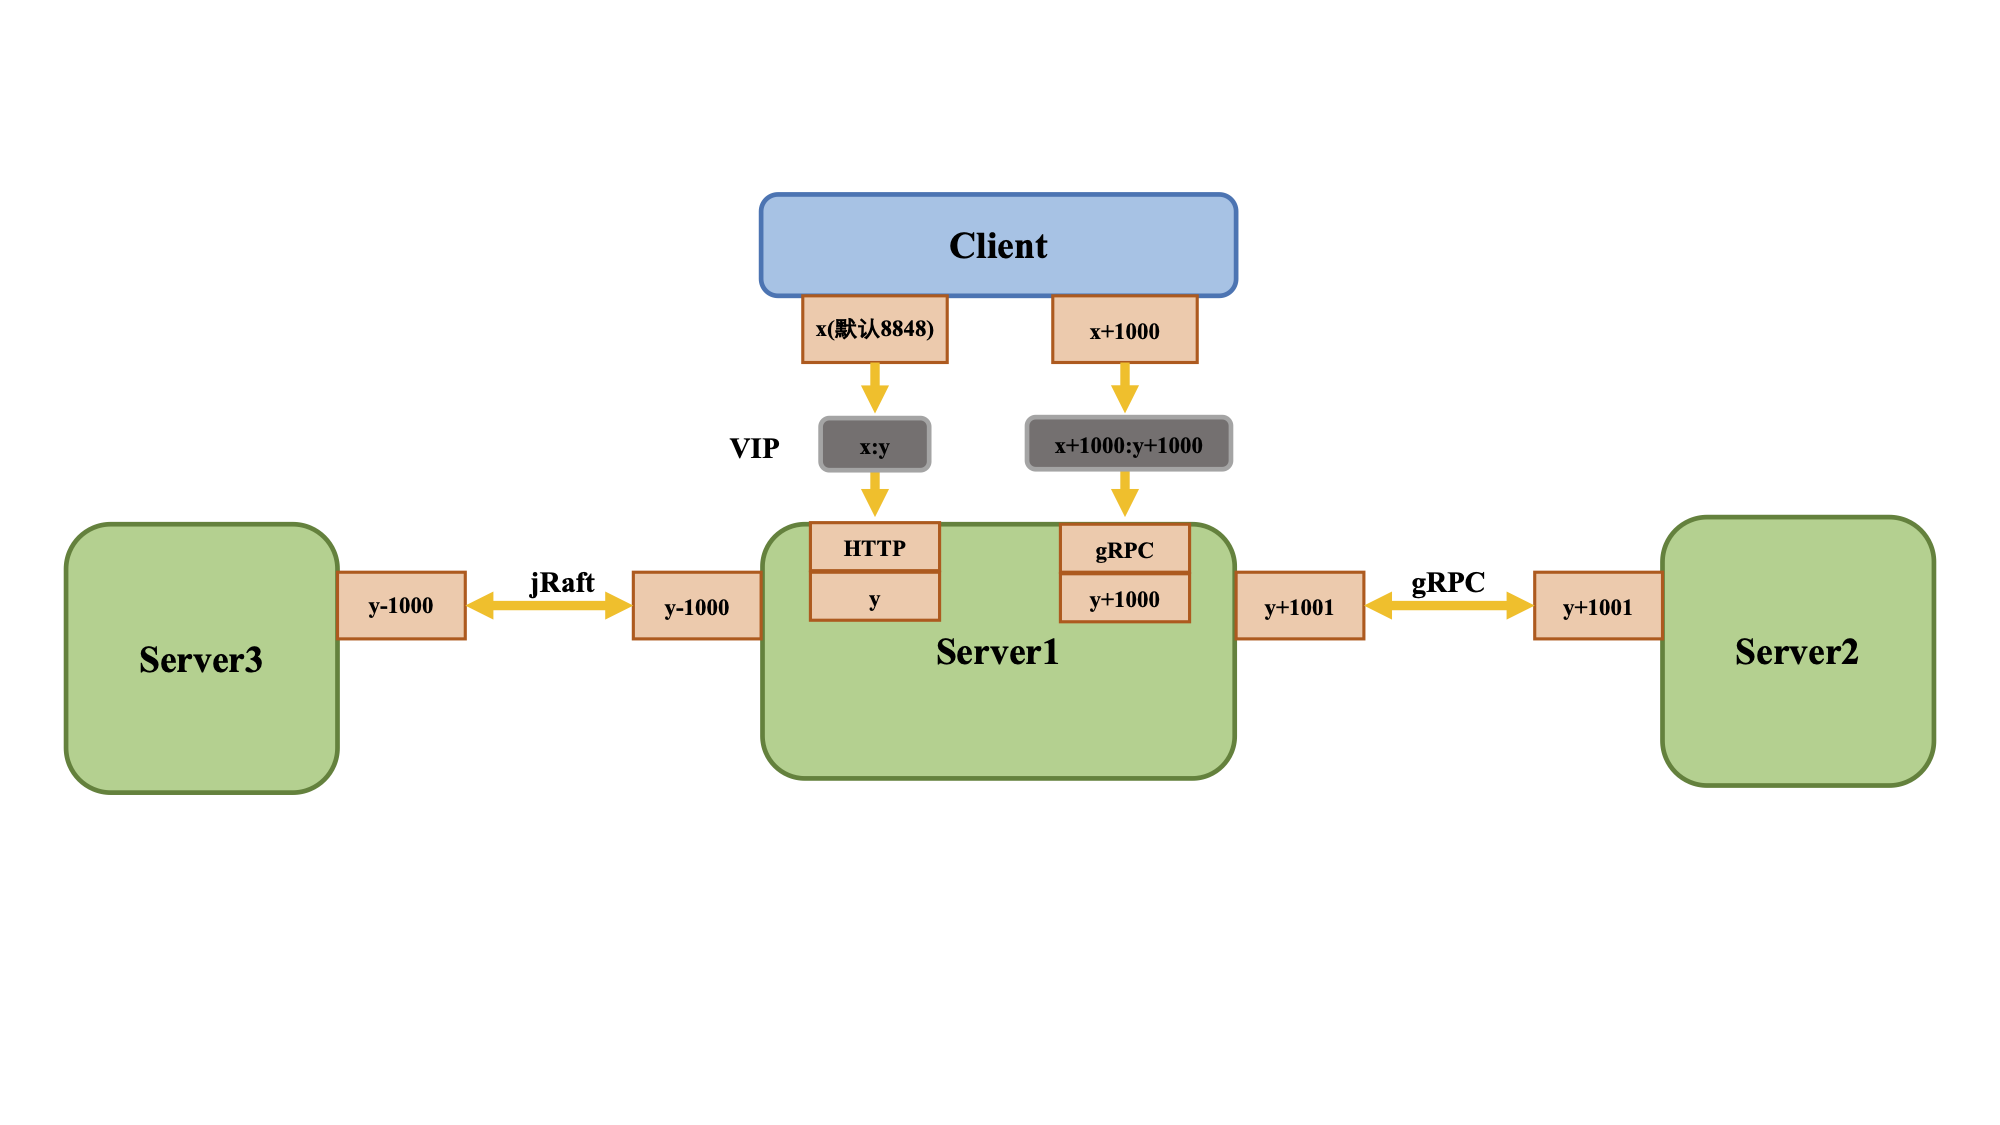 Client
x(默认8848)
x+1000
VIP
x:y
x+1000:y+1000
HTTP
gRPC
y
y+1000
y-1000
jRaft
y-1000
y+1001
gRPC
y+1001
Server3
Server1
Server2